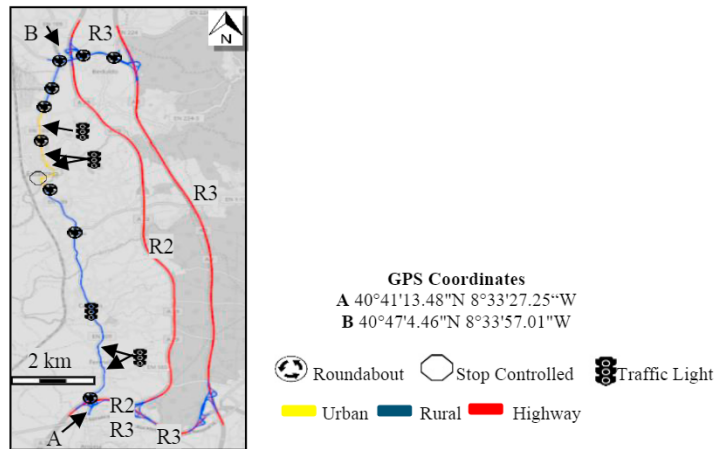 B
R3
N
R3
R2
2 km
R2
A
R3
R3
GPS Coordinates
A 40°41'13.48"N 8°33'27.25“W
B 40°47'4.46"N 8°33'57.01"W
Roundabout Stop Controlled Traffic Light
Urban Rural Highway